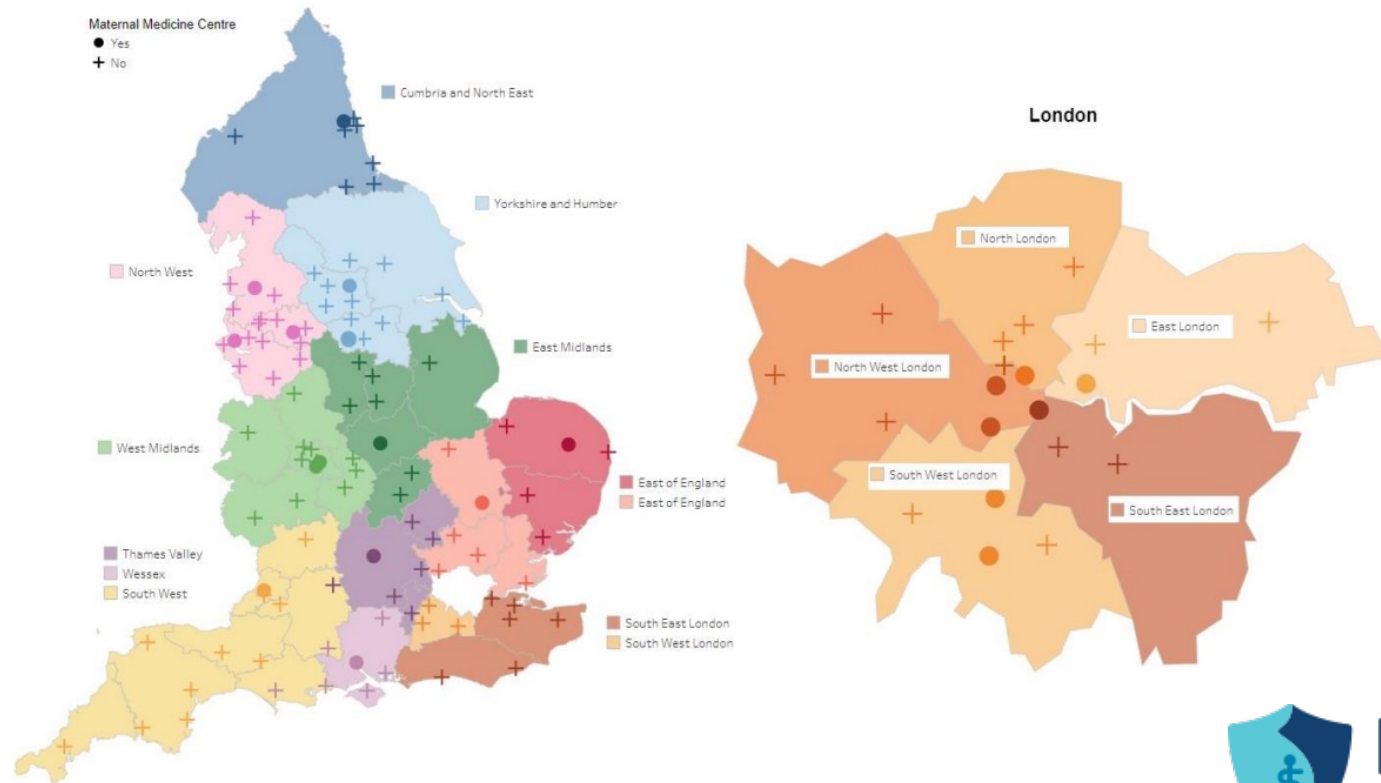 Maternal Medicine Centre
Yes
No
Cumbria and North East
Yorkshire and Humber
North West
East Midlands
West Midlands
East of England
East of England
Thames Valley
Wessex
South West
South East London
South West London
London
North London
East London
North West London
South West London
South East London